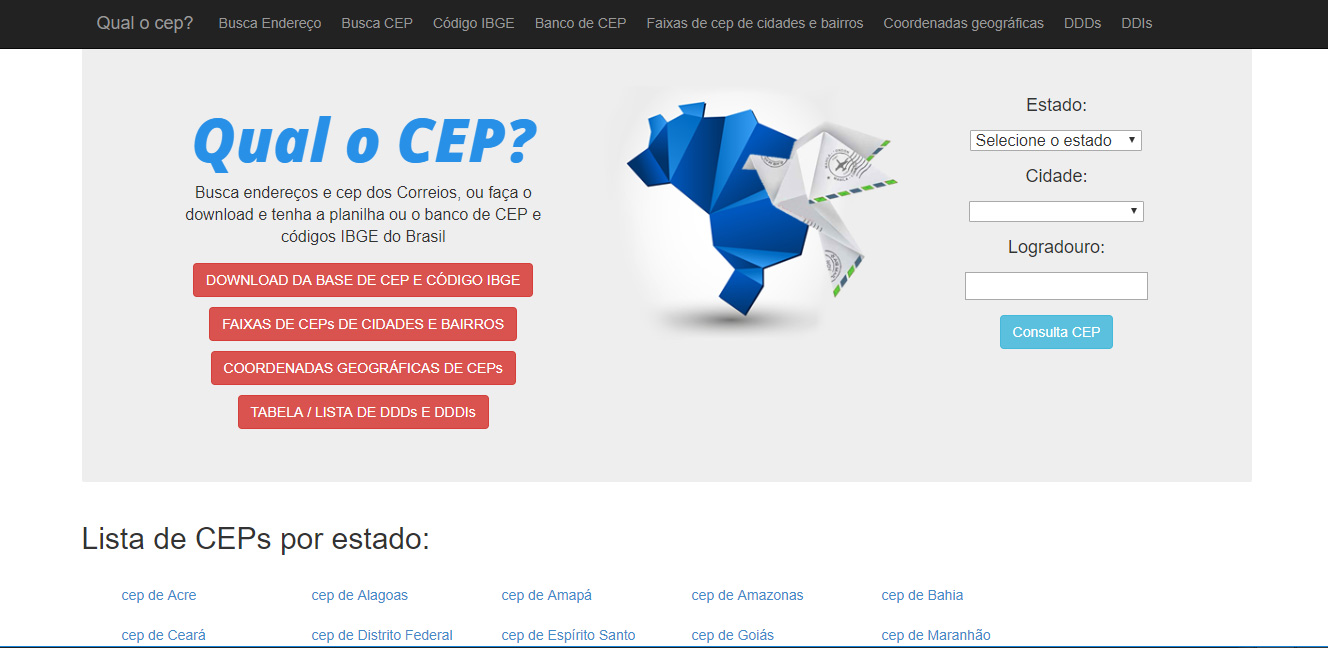 Qual o cep? Busca Endereço Busca CEP Código IBGE Banco de CEP Faixas de cep de cidades e bairros Coordenadas geográficas DDDs DDIs
Qual o CEP?
Busca endereços e cep dos Correios, ou faça o
download e tenha a planilha ou o banco de CEP e
códigos IBGE do Brasil
DOWNLOAD DA BASE DE CEP E CÓDIGO IBGE
FAIXAS DE CEPs DE CIDADES E BAIRROS
COORDENADAS GEOGRÁFICAS DE CEPs
TABELA / LISTA DE DDDs E DDDIs
Estado:
Selecione o estado
Cidade:
Logradouro:
Consulta CEP
Lista de CEPs por estado:
cep de Acre cep de Alagoas cep de Amapá cep de Amazonas cep de Bahia
cep de Ceará cep de Distrito Federal cep de Espírito Santo cep de Goiás cep de Maranhão